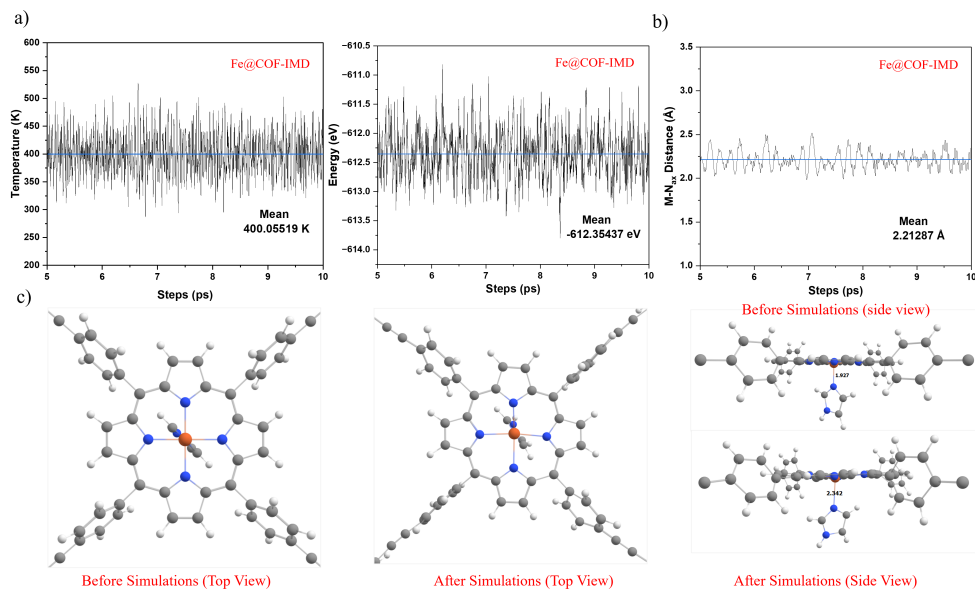 a)
600
550
500
450
400
350
300
250
200
Temperature (K)
Fe@COF-IMD
Mean
400.05519 K
5
6
7
8
9
10
Steps (ps)
−610.5
−611.0
−611.5
−612.0
−612.5
−613.0
−613.5
−614.0
Energy (eV)
Fe@COF-IMD
Mean
-612.35437 eV
5
6
7
8
9
10
Steps (ps)
b)
3.5
3.0
2.5
2.0
1.5
1.0
M-Nax Distance (Å)
Fe@COF-IMD
Mean
2.21287 Å
5
6
7
8
9
10
Steps (ps)
c)
Before Simulations (Top View)
After Simulations (Top View)
Before Simulations (side view)
1.927
2.342
After Simulations (Side View)